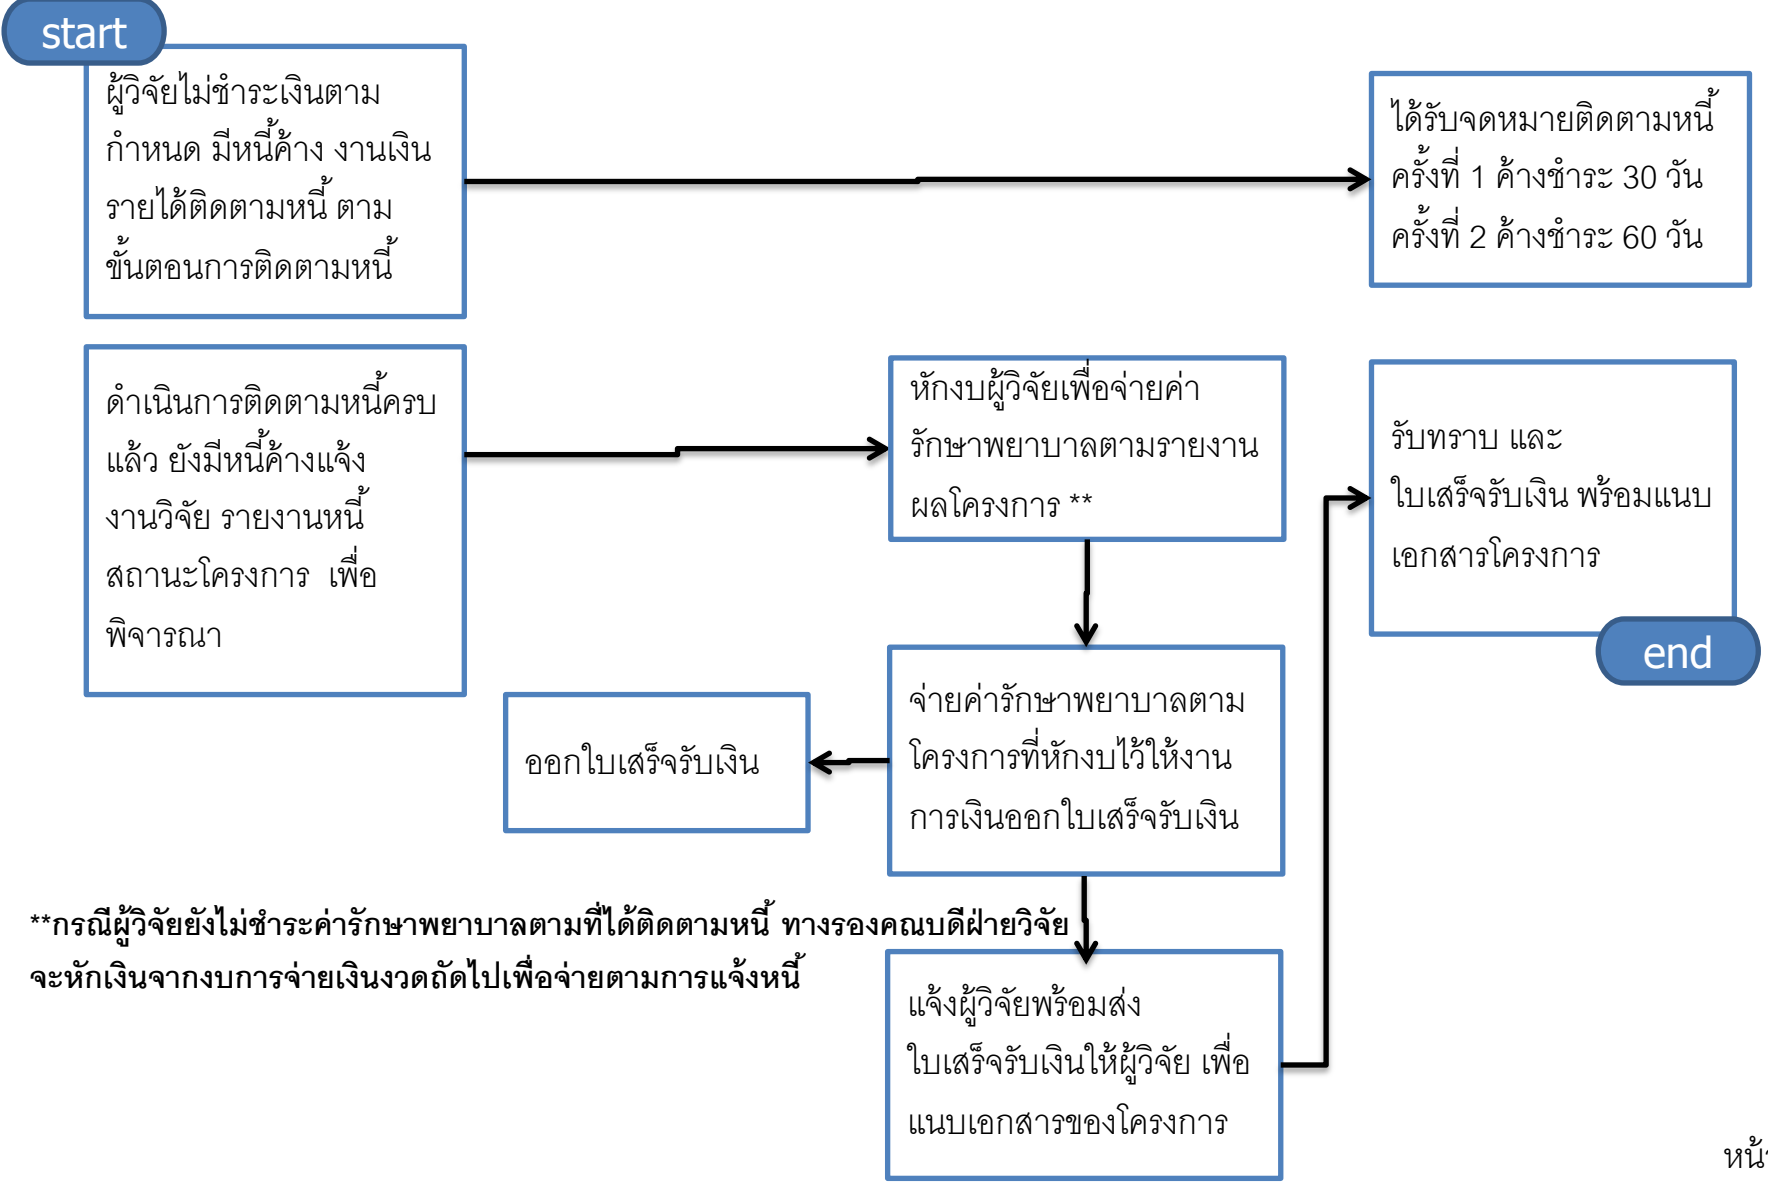 start
ผู้วิจัยไม่ชำระเงินตาม
กำหนด มีหนี้ค้าง งานเงิน
รายได้ติดตามหนี้ ตาม
ขั้นตอนการติดตามหนี้
ได้รับจดหมายติดตามหนี้
ครั้งที่ 1 ค้างชำระ 30 วัน
ครั้งที่ 2 ค้างชำระ 60 วัน
ดำเนินการติดตามหนี้ครบ
แล้ว ยังมีหนี้ค้างแจ้ง
งานวิจัย รายงานหนี้
สถานะโครงการ เพื่อ
พิจารณา
หักงบผู้วิจัยเพื่อจ่ายค่า
รักษาพยาบาลตามรายงาน
ผลโครงการ **
รับทราบ และ
ใบเสร็จรับเงิน พร้อมแนบ
เอกสารโครงการ
end
จ่ายค่ารักษาพยาบาลตาม
โครงการที่หักงบไว้ให้งาน
การเงินออกใบเสร็จรับเงิน
ออกใบเสร็จรับเงิน
**กรณีผู้วิจัยยังไม่ชำระค่ารักษาพยาบาลตามที่ได้ติดตามหนี้ ทางรองคณบดีฝ่ายวิจัย
จะหักเงินจากงบการจ่ายเงินงวดถัดไปเพื่อจ่ายตามการแจ้งหนี้
แจ้งผู้วิจัยพร้อมส่ง
ใบเสร็จรับเงินให้ผู้วิจัย เพื่อ
แนบเอกสารของโครงการ